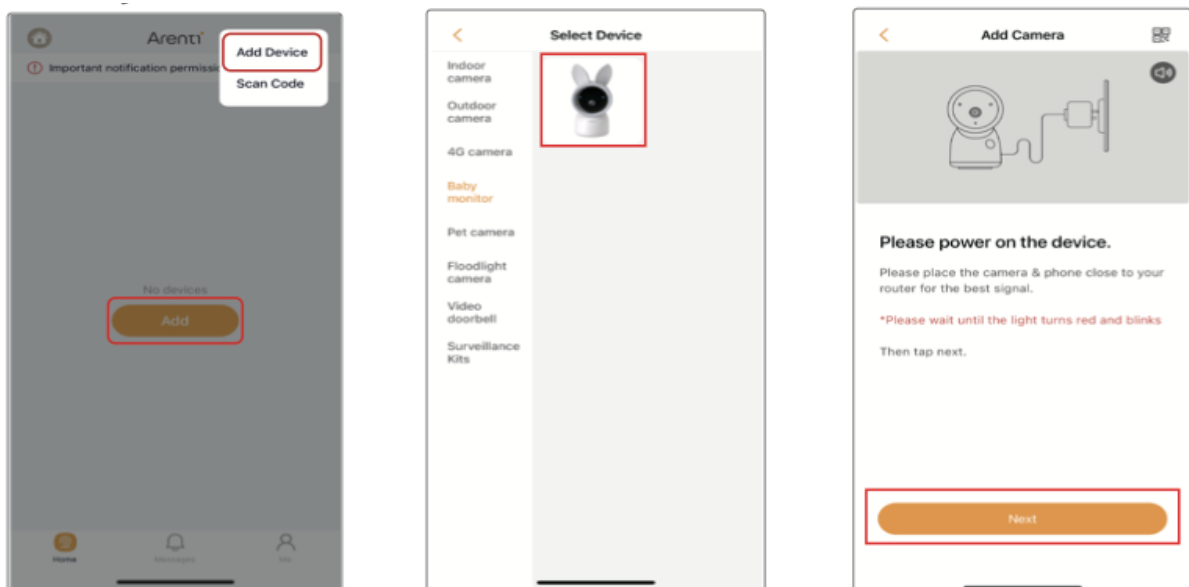 Arenti
Add Device
Important notification permissi
Scan Code
No devices
Add
Home
Messages
Me
Select Device
Indoor
camera
Outdoor
camera
4G camera
Baby
monitor
Pet camera
Floodlight
camera
Video
doorbell
Surveillance
Kits
Add Camera
Please power on the device.
Please place the camera & phone close to your
router for the best signal.
*Please wait until the light turns red and blinks
Then tap next.
Next